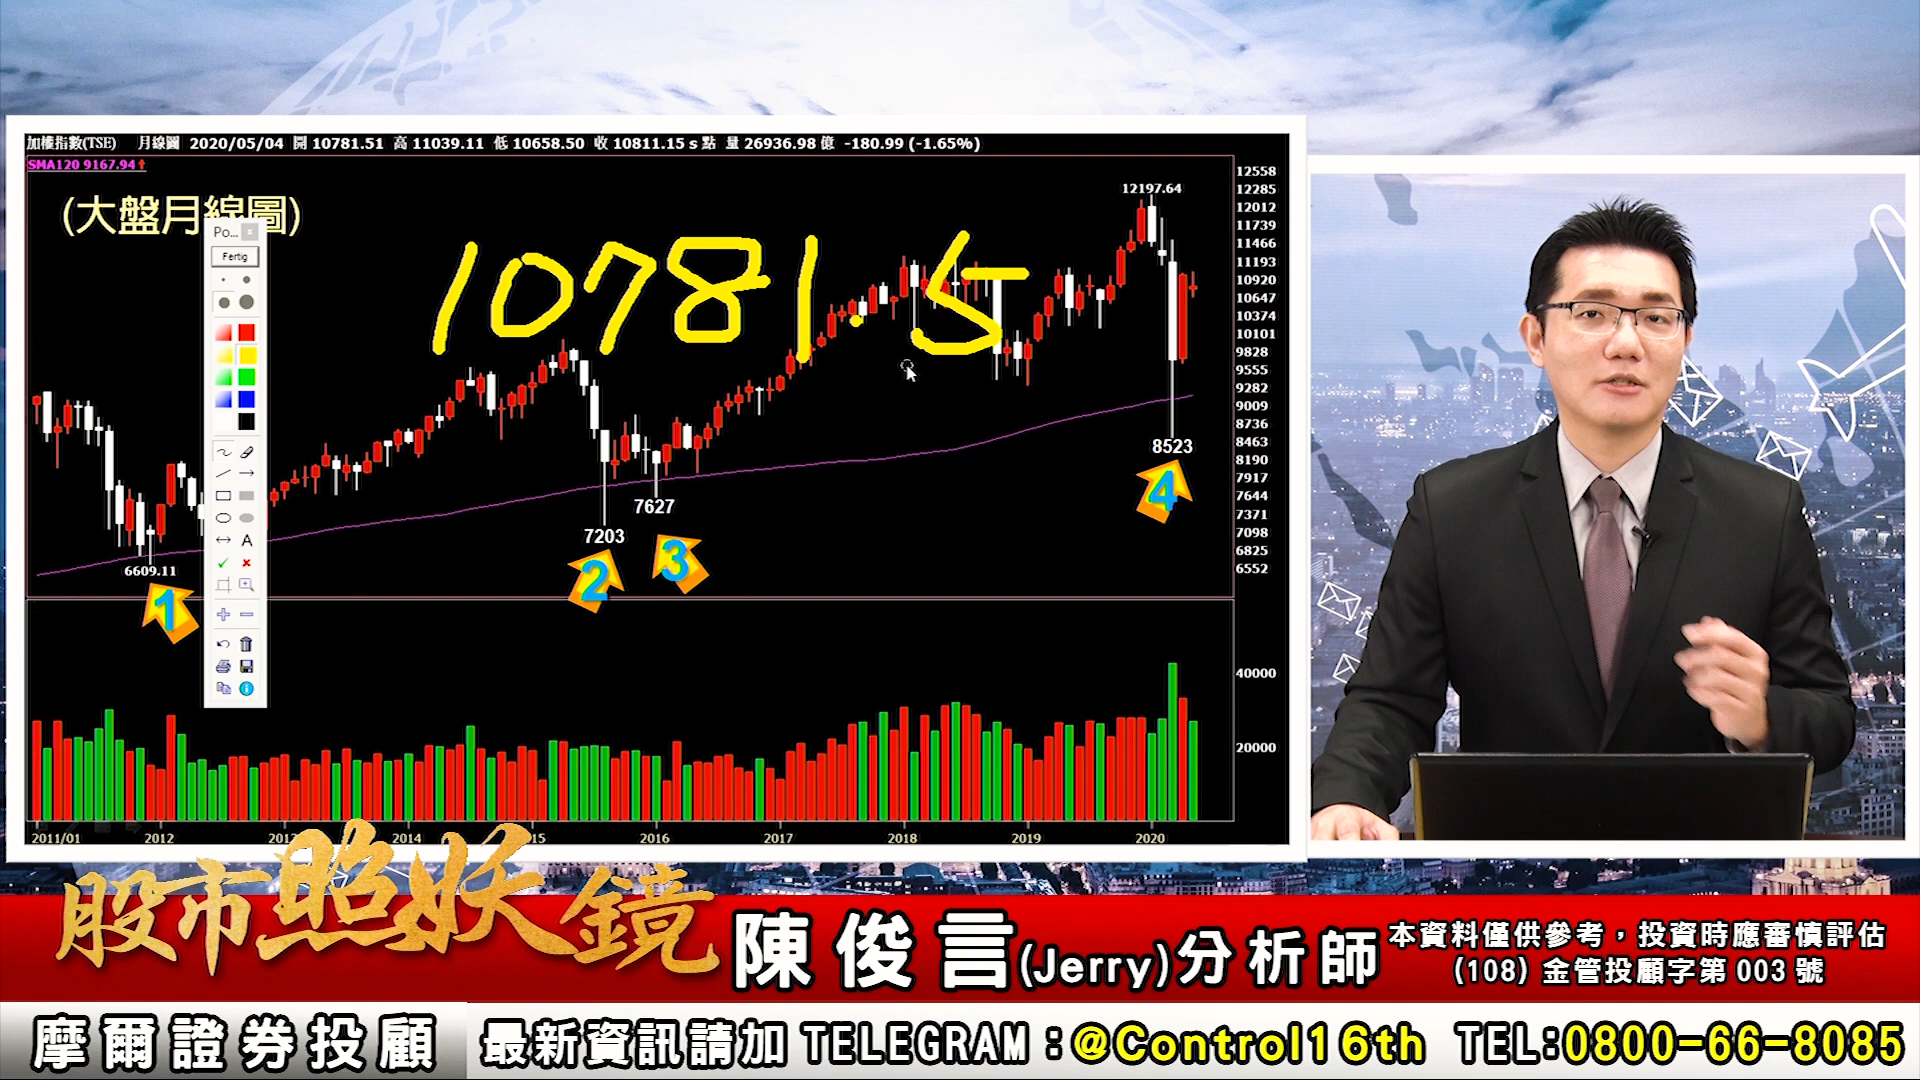 加權指數(TSE) 月線圖 2020/05/04 開 10781.51 高 11039.11 低 10658.50 收 10811.15 s 點 量 26936.98 億 -180.99 (-1.65%)
SMA120 9167.94↑
(大盤月線圖)
Po... x
Fertig
A
10781.5
12197.64
8523
7627
7203
6609.11
1
2
3
4
12558
12285
12012
11739
11466
11193
10920
10647
10374
10101
9828
9555
9282
9009
8736
8463
8190
7917
7644
7371
7098
6825
6552
40000
20000
2011/01 2012 2014 2016 2017 2018 2019 2020
股市照妖鏡
陳俊言(Jerry)分析師
本資料僅供參考,投資時應審慎評估
(108) 金管投顧字第 003 號
摩爾證券投顧
最新資訊請加 TELEGRAM:@Control16th TEL:0800-66-8085